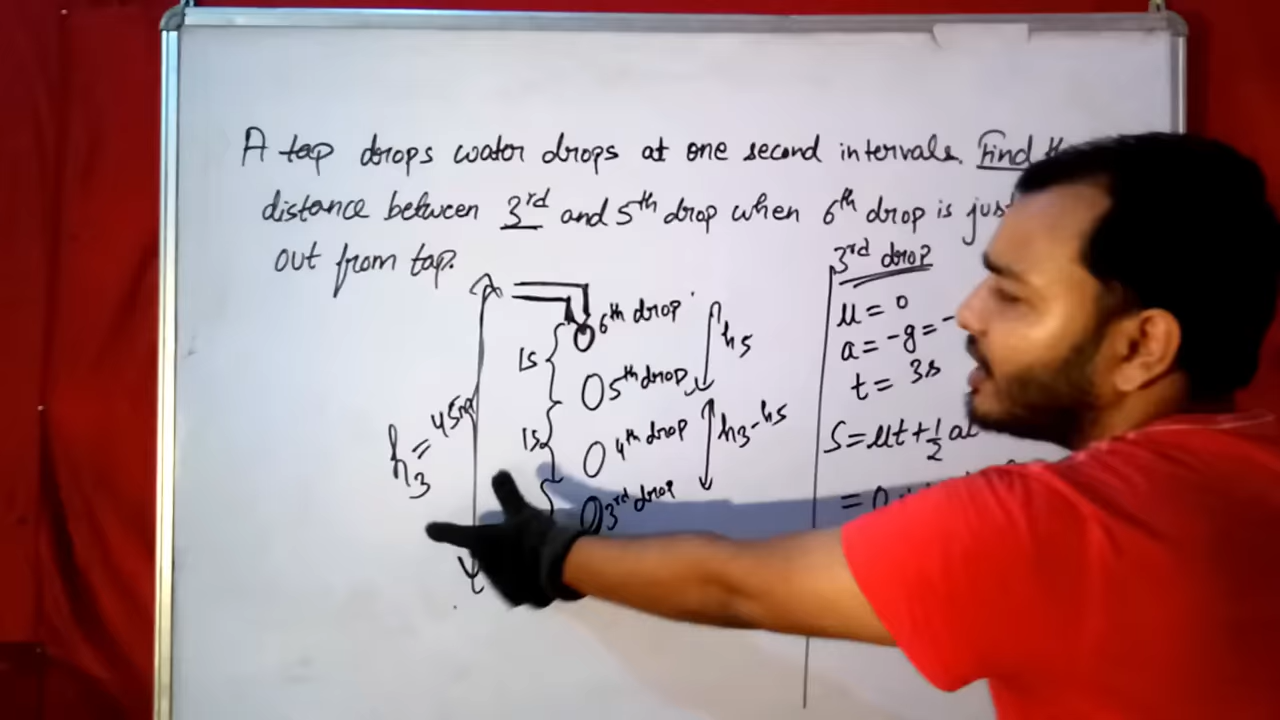 A tap drops water drops at one second intervals. Find
distance between 3rd and 5th drop when 6th drop is just
out from tap.
6th drop
1s
h5
5th drop
1s
4th drop
h3-h5
3rd drop
h3 = 45m
3rd drop
u = 0
a = -g = -
t = 3s
S = ut + 1/2 at
= 0